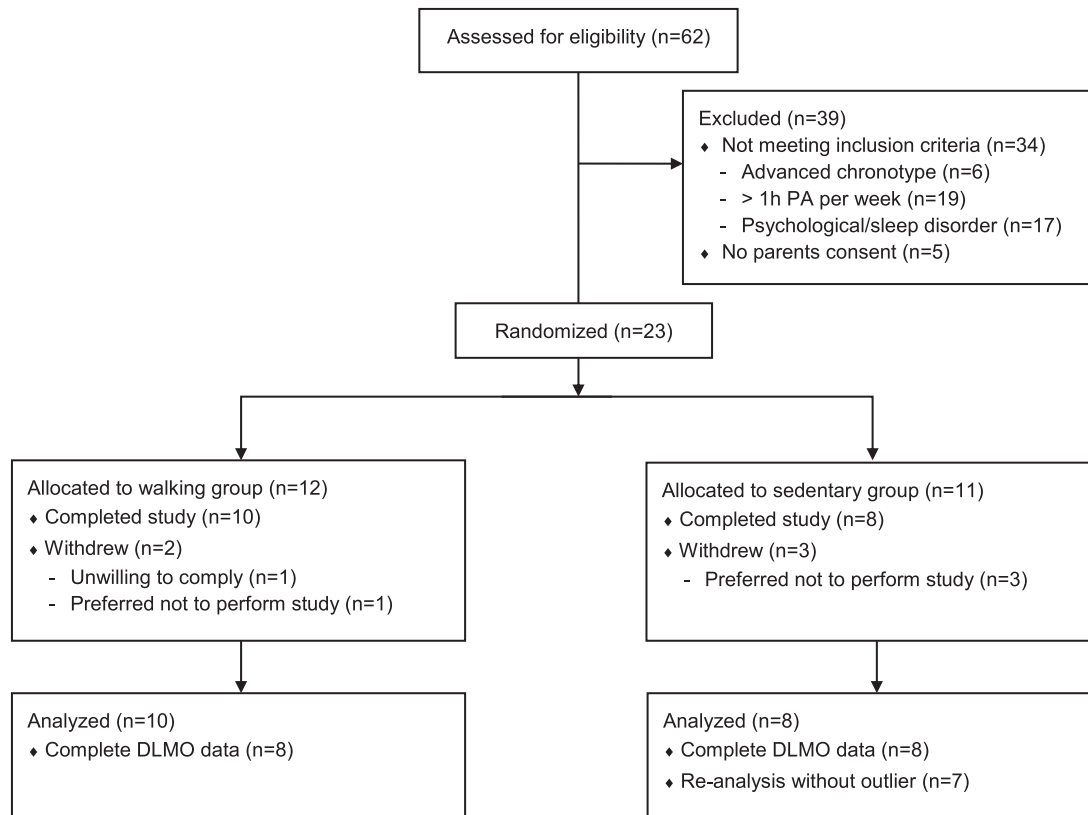 Assessed for eligibility (n=62)
Excluded (n=39)
♦ Not meeting inclusion criteria (n=34)
- Advanced chronotype (n=6)
- > 1h PA per week (n=19)
- Psychological/sleep disorder (n=17)
♦ No parents consent (n=5)
Randomized (n=23)
Allocated to walking group (n=12)
♦ Completed study (n=10)
♦ Withdrew (n=2)
- Unwilling to comply (n=1)
- Preferred not to perform study (n=1)
Allocated to sedentary group (n=11)
♦ Completed study (n=8)
♦ Withdrew (n=3)
- Preferred not to perform study (n=3)
Analyzed (n=10)
♦ Complete DLMO data (n=8)
Analyzed (n=8)
♦ Complete DLMO data (n=8)
♦ Re-analysis without outlier (n=7)